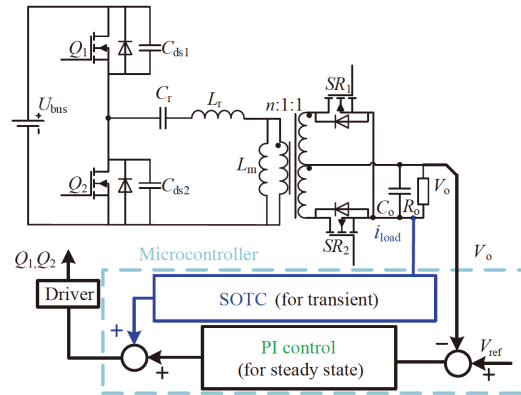 Q1
Cds1
Cr
Lr
n:1:1
SR1
Ubus
+
-
Lm
Q2
Cds2
Co
Ro
Vo
SR2
iload
Vo
Microcontroller
Q1,Q2
Driver
SOTC (for transient)
+
PI control
(for steady state)
+
−
+
Vref